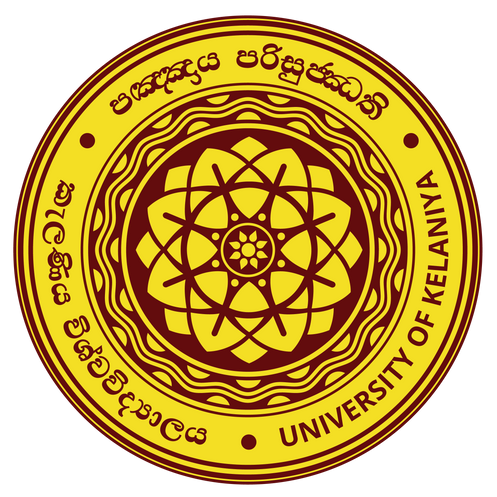 පඤ්ඤාය පරිසුජ්ඣති
කැලණිය විශ්වවිද්‍යාලය
UNIVERSITY OF KELANIYA